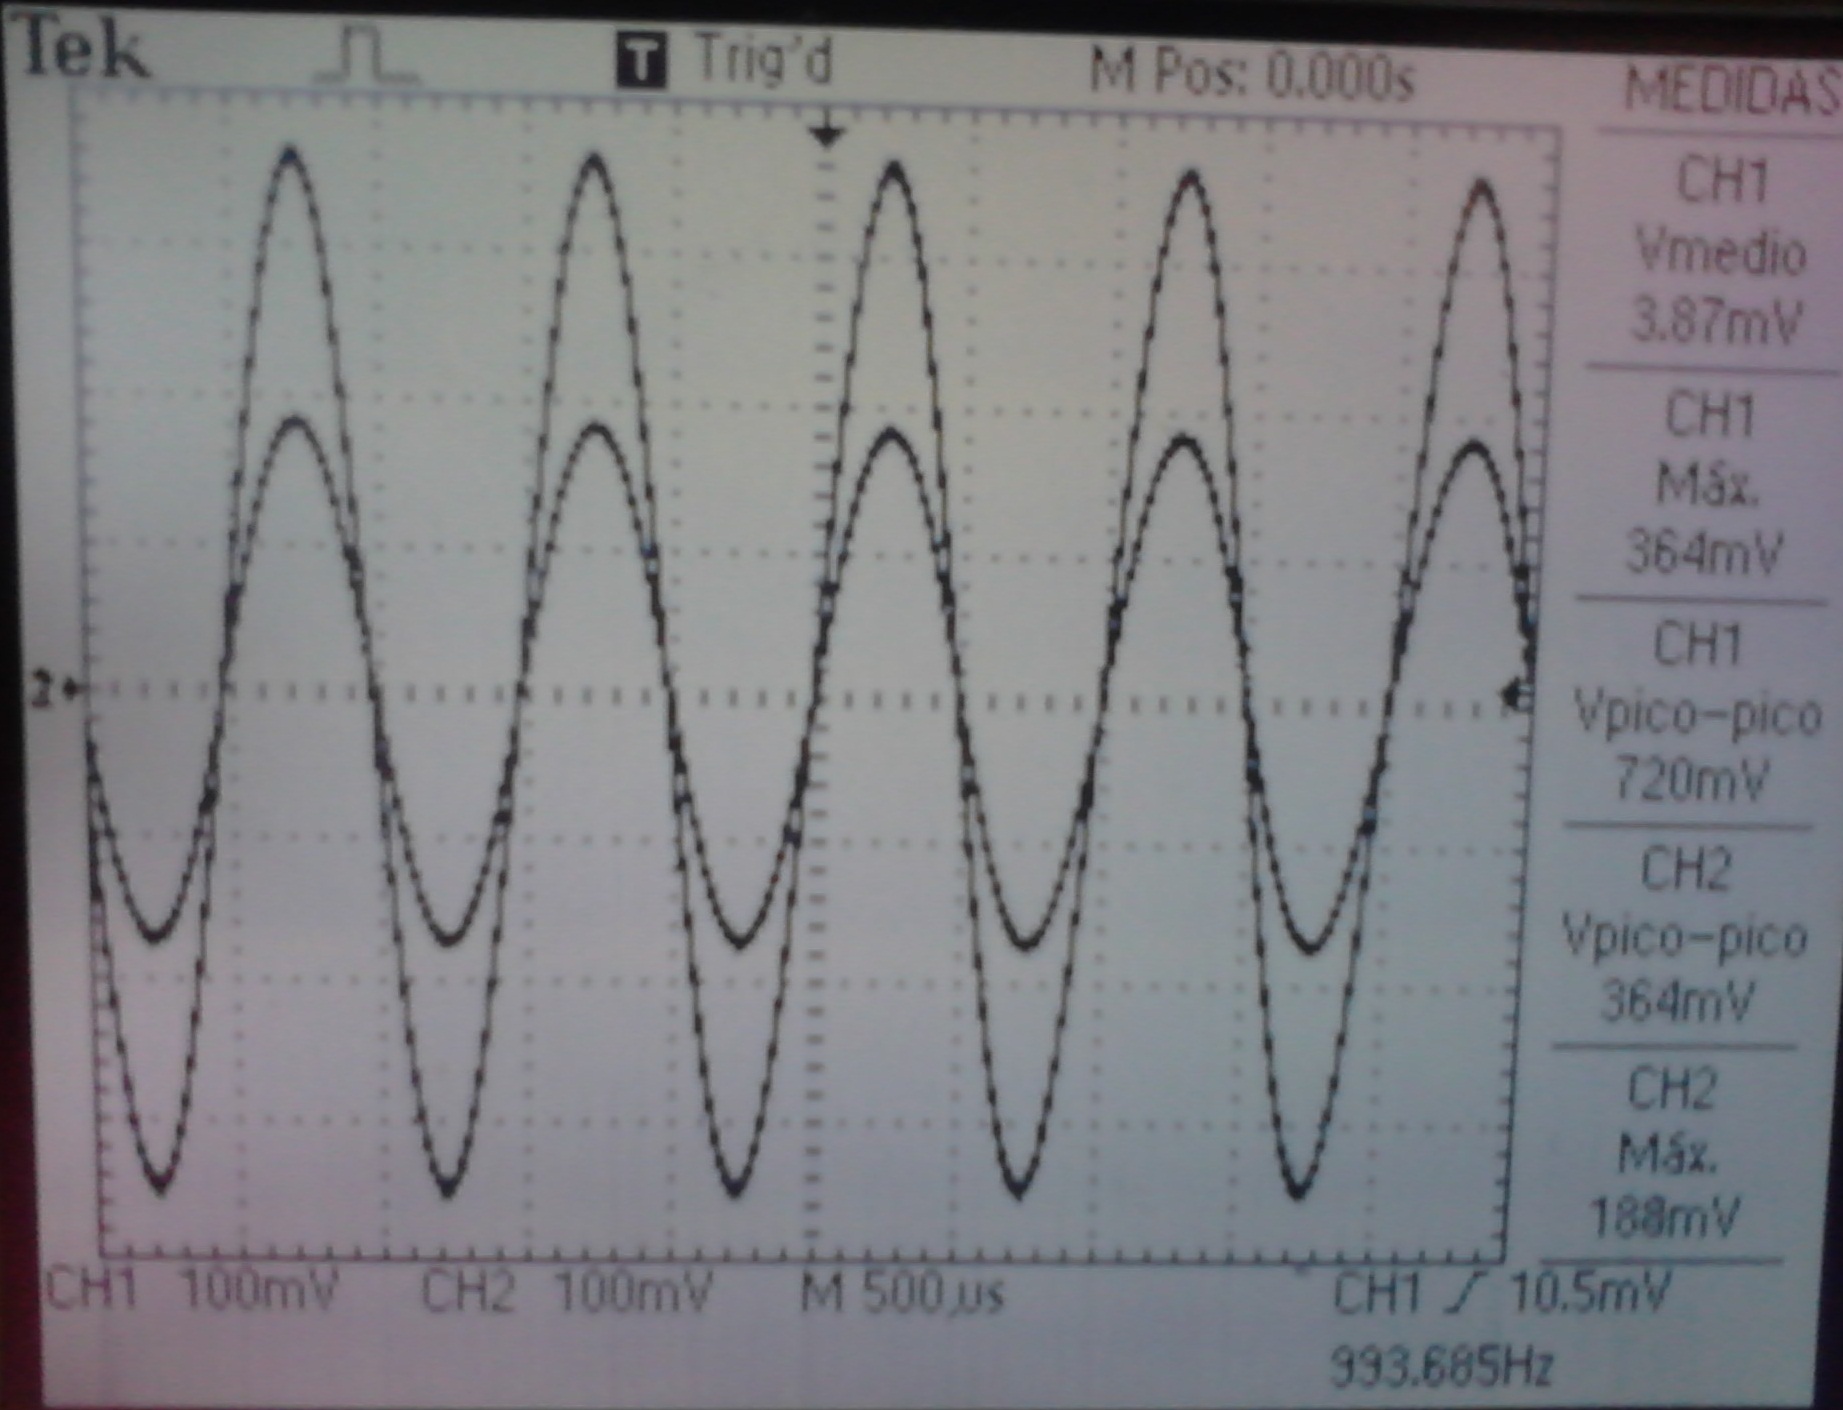 Tek T Trig'd M Pos: 0.000s MEDIDAS
CH1
Vmedio
3.87mV
CH1
Máx.
364mV
CH1
Vpico-pico
720mV
2
CH2
Vpico-pico
364mV
CH2
Máx.
188mV
CH1 100mV CH2 100mV M 500µs CH1 10.5mV
993.685Hz